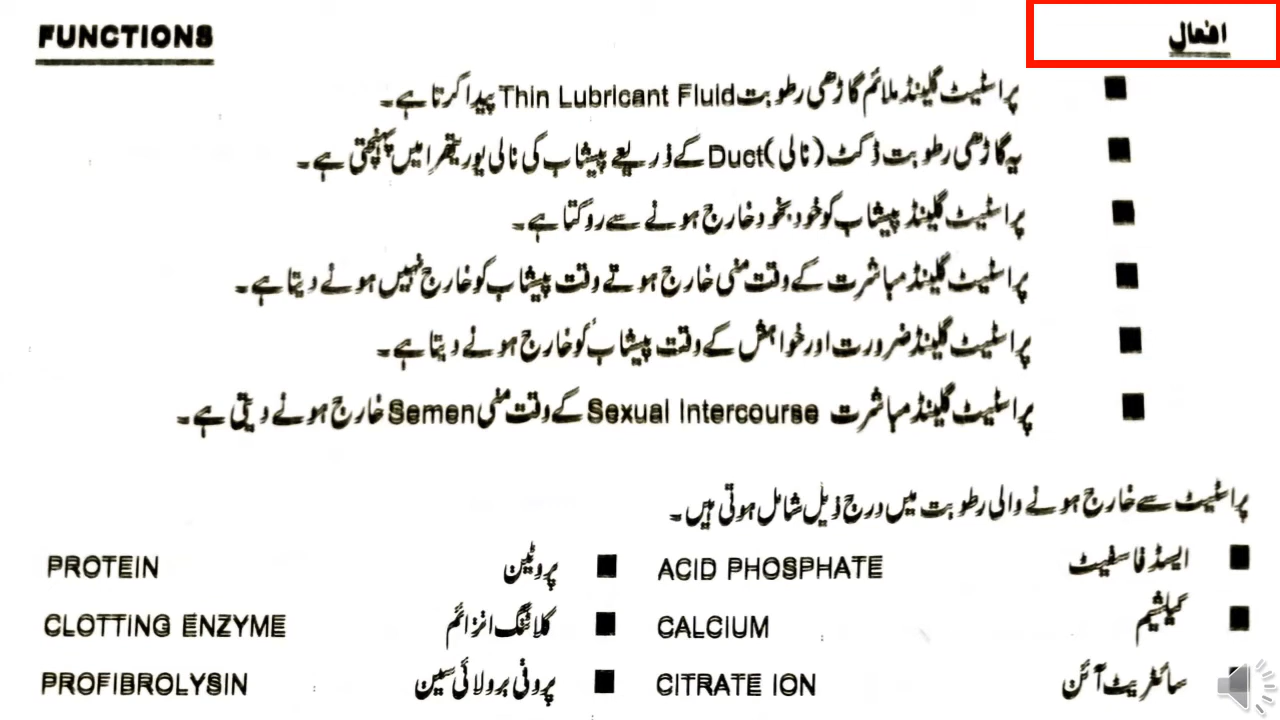 افعال FUNCTIONS
■ پراسٹیٹ گلینڈ ملائم گاڑھی رطوبت Thin Lubricant Fluid پیدا کرتا ہے۔
■ یہ گاڑھی رطوبت ڈکٹ (نالی) Duct کے ذریعے پیشاب کی نالی یوریتھرا میں پہنچتی ہے۔
■ پراسٹیٹ گلینڈ پیشاب کو خود بخود خارج ہونے سے روکتا ہے۔
■ پراسٹیٹ گلینڈ مباشرت کے وقت منی خارج ہوتے وقت پیشاب کو خارج نہیں ہونے دیتا ہے۔
■ پراسٹیٹ گلینڈ ضرورت اور خواہش کے وقت پیشاب کو خارج ہونے دیتا ہے۔
■ پراسٹیٹ گلینڈ مباشرت Sexual Intercourse کے وقت منی Semen خارج ہونے دیتی ہے۔
پراسٹیٹ سے خارج ہونے والی رطوبت میں درج ذیل شامل ہوتی ہیں۔
■ ایسڈ فاسفیٹ ACID PHOSPHATE ■ پروٹین PROTEIN
■ کیلشیم CALCIUM ■ کلاٹنگ انزائم CLOTTING ENZYME
■ سائٹریٹ آئن CITRATE ION ■ پروفی برولائی سین PROFIBROLYSIN